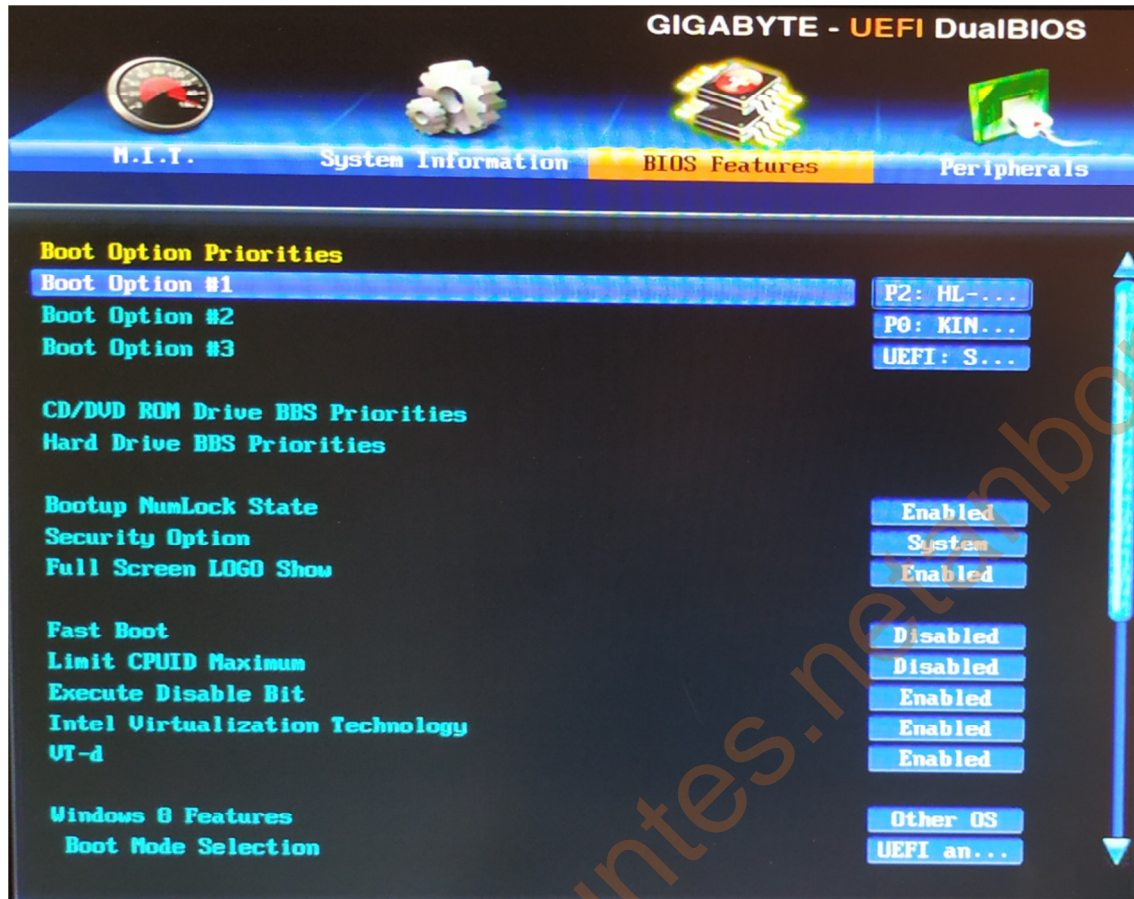 GIGABYTE - UEFI DualBIOS
M.I.T.
System Information
BIOS Features
Peripherals
Boot Option Priorities
Boot Option #1 P2: HL-...
Boot Option #2 P0: KIN...
Boot Option #3 UEFI: S...
CD/DVD ROM Drive BBS Priorities
Hard Drive BBS Priorities
Bootup NumLock State Enabled
Security Option System
Full Screen LOGO Show Enabled
Fast Boot Disabled
Limit CPUID Maximum Disabled
Execute Disable Bit Enabled
Intel Virtualization Technology Enabled
VT-d Enabled
Windows 8 Features Other OS
Boot Mode Selection UEFI an...